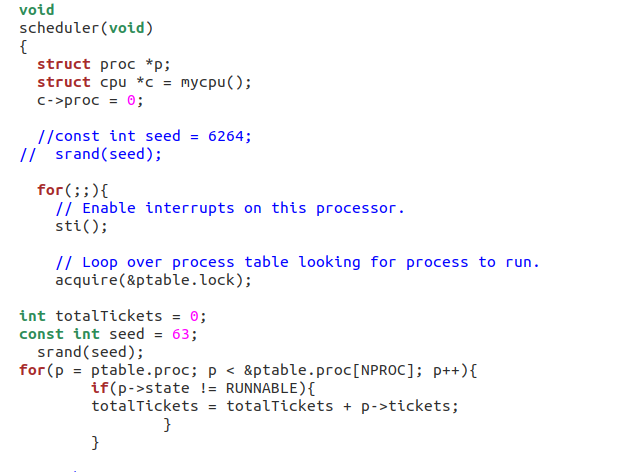 void
scheduler(void)
{
  struct proc *p;
  struct cpu *c = mycpu();
  c->proc = 0;

  //const int seed = 6264;
//  srand(seed);

  for(;;){
    // Enable interrupts on this processor.
    sti();

    // Loop over process table looking for process to run.
    acquire(&ptable.lock);

int totalTickets = 0;
const int seed = 63;
  srand(seed);
for(p = ptable.proc; p < &ptable.proc[NPROC]; p++){
        if(p->state != RUNNABLE){
        totalTickets = totalTickets + p->tickets;
                }
        }